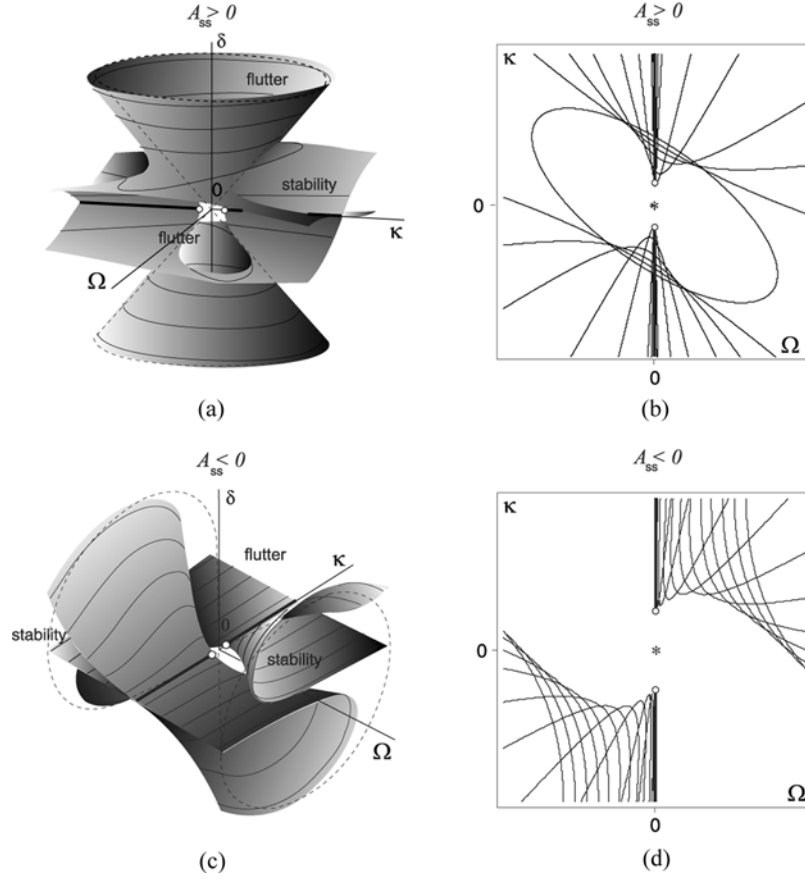 A_ss > 0
δ
flutter
stability
0
flutter
κ
Ω
(a)
A_ss > 0
κ
0
*
Ω
0
(b)
A_ss < 0
δ
flutter
κ
0
stability
stability
Ω
(c)
A_ss < 0
κ
0
*
Ω
0
(d)